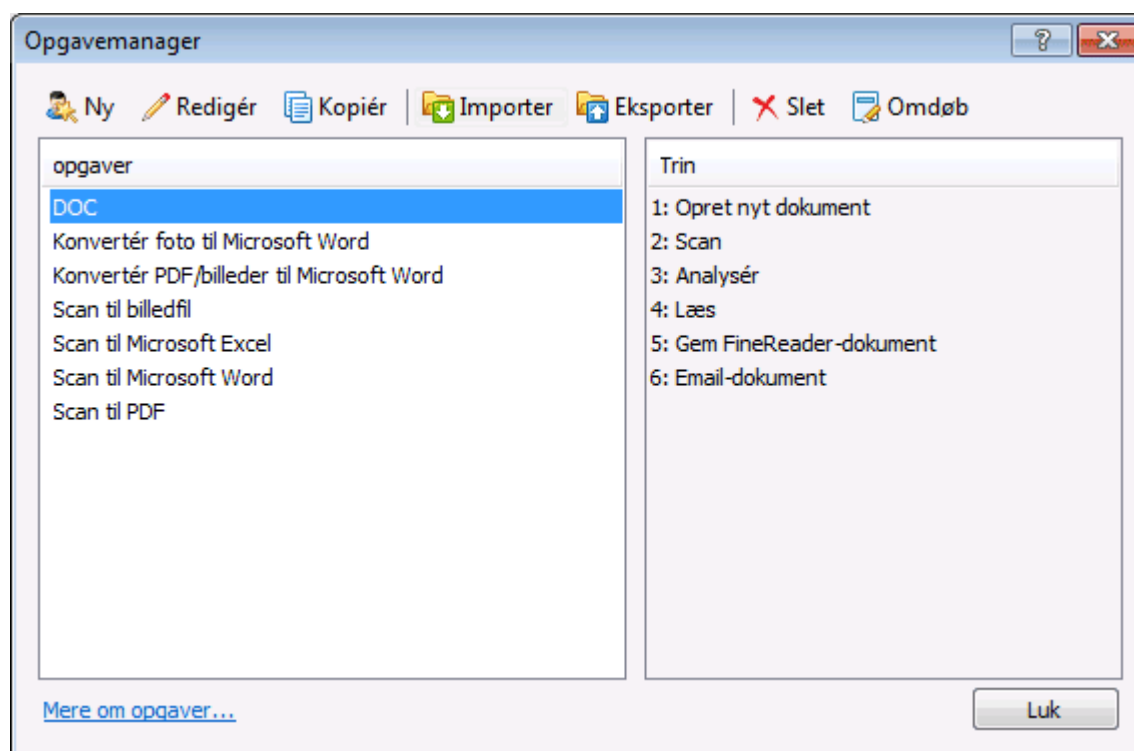 Opgavemanager
Ny Redigér Kopiér Importer Eksporter Slet Omdøb
opgaver
DOC
Konvertér foto til Microsoft Word
Konvertér PDF/billeder til Microsoft Word
Scan til billedfil
Scan til Microsoft Excel
Scan til Microsoft Word
Scan til PDF
Trin
1: Opret nyt dokument
2: Scan
3: Analysér
4: Læs
5: Gem FineReader-dokument
6: Email-dokument
Mere om opgaver...
Luk